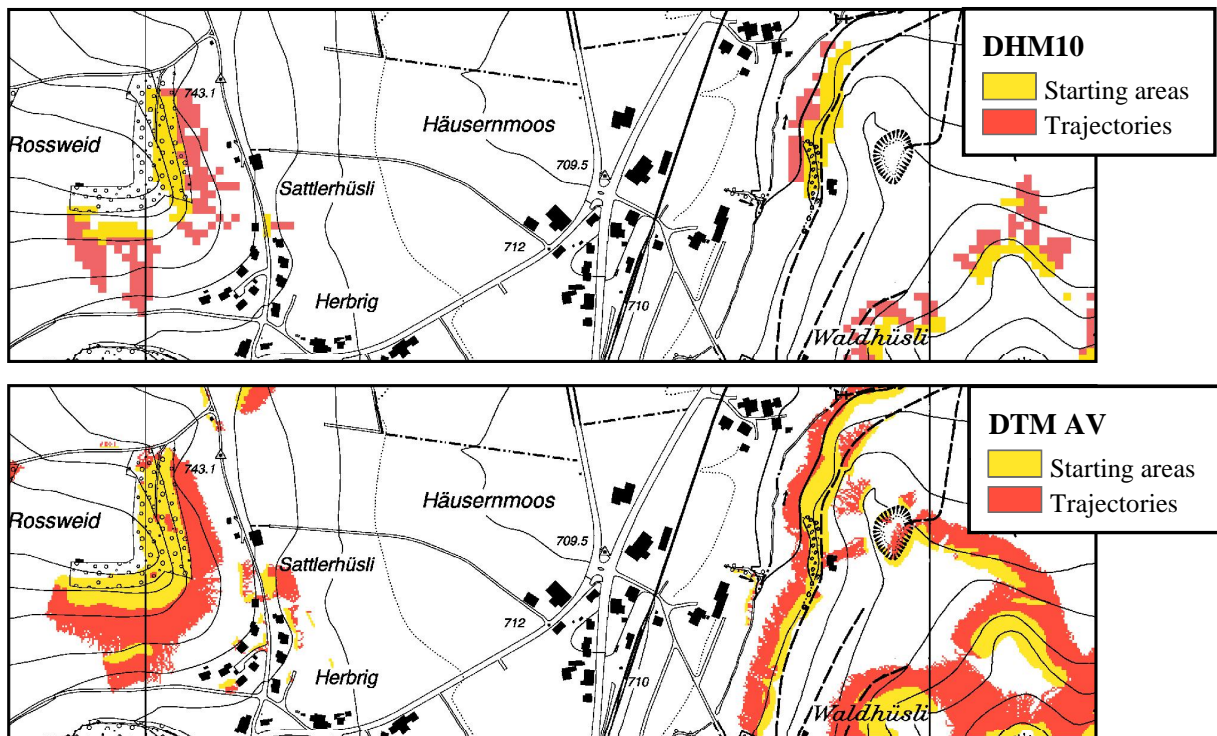 DHM10
Starting areas
Trajectories
743.1
Rossweid
Häusernmoos
709.5
Sattlerhüsli
712
Herbrig
710
Waldhüsli
DTM AV
Starting areas
Trajectories
743.1
Rossweid
Häusernmoos
709.5
Sattlerhüsli
712
Herbrig
710
Waldhüsli